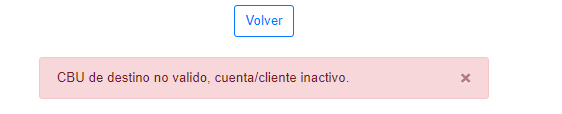 Volver
CBU de destino no valido, cuenta/cliente inactivo.